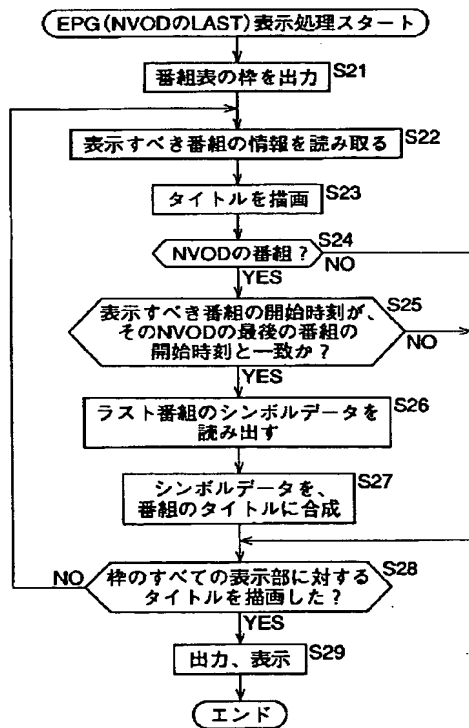 EPG(NVODのLAST)表示処理スタート
番組表の枠を出力 S21
表示すべき番組の情報を読み取る S22
タイトルを描画 S23
NVODの番組? S24
NO
YES
表示すべき番組の開始時刻が、 S25
そのNVODの最後の番組の
開始時刻と一致か?
NO
YES
ラスト番組のシンボルデータを S26
読み出す
シンボルデータを、 S27
番組のタイトルに合成
NO
枠のすべての表示部に対する S28
タイトルを描画した?
YES
出力、表示 S29
エンド